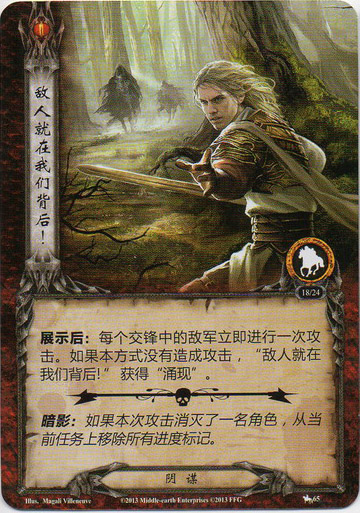 敌人就在我们背后！
18/24
展示后：每个交锋中的敌军立即进行一次攻
击。如果本方式没有造成攻击，“敌人就在
我们背后!”获得“涌现”。
暗影：如果本次攻击消灭了一名角色，从当
前任务上移除所有进度标记。
阴 谋
Illus. Magali Villeneuve ©2013 Middle-earth Enterprises ©2013 FFG 65